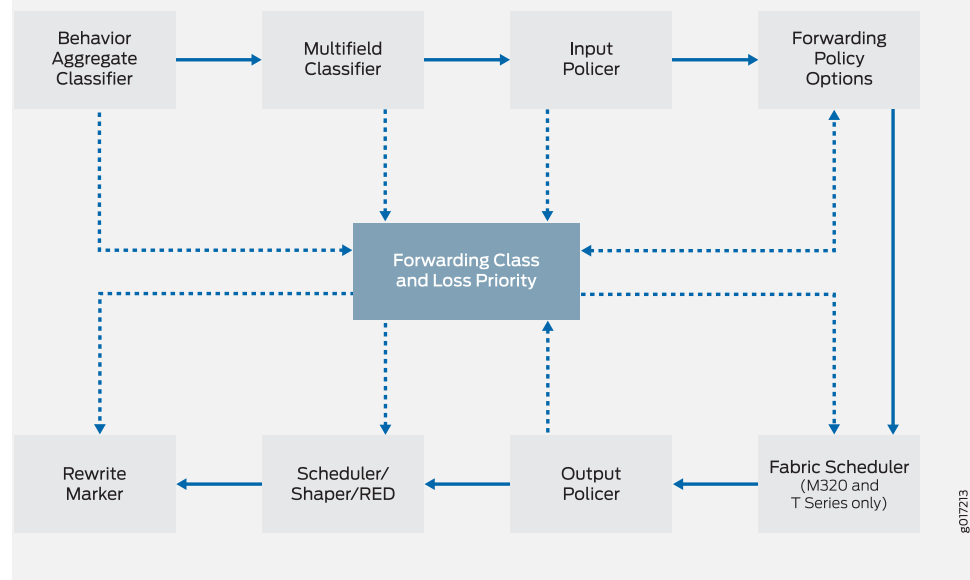 Behavior
Aggregate
Classifier
Multifield
Classifier
Input
Policer
Forwarding
Policy
Options
Forwarding Class
and Loss Priority
Rewrite
Marker
Scheduler/
Shaper/RED
Output
Policer
Fabric Scheduler
(M320 and
T Series only)
g017213